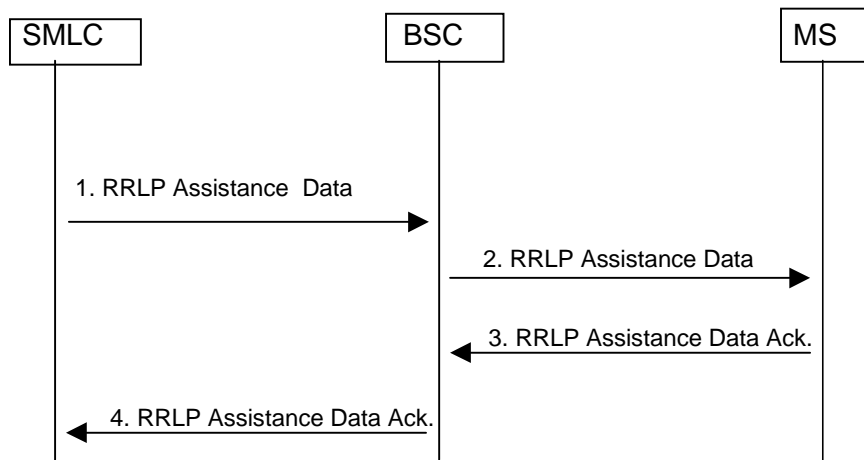 SMLC
BSC
MS
1. RRLP Assistance Data
2. RRLP Assistance Data
3. RRLP Assistance Data Ack.
4. RRLP Assistance Data Ack.